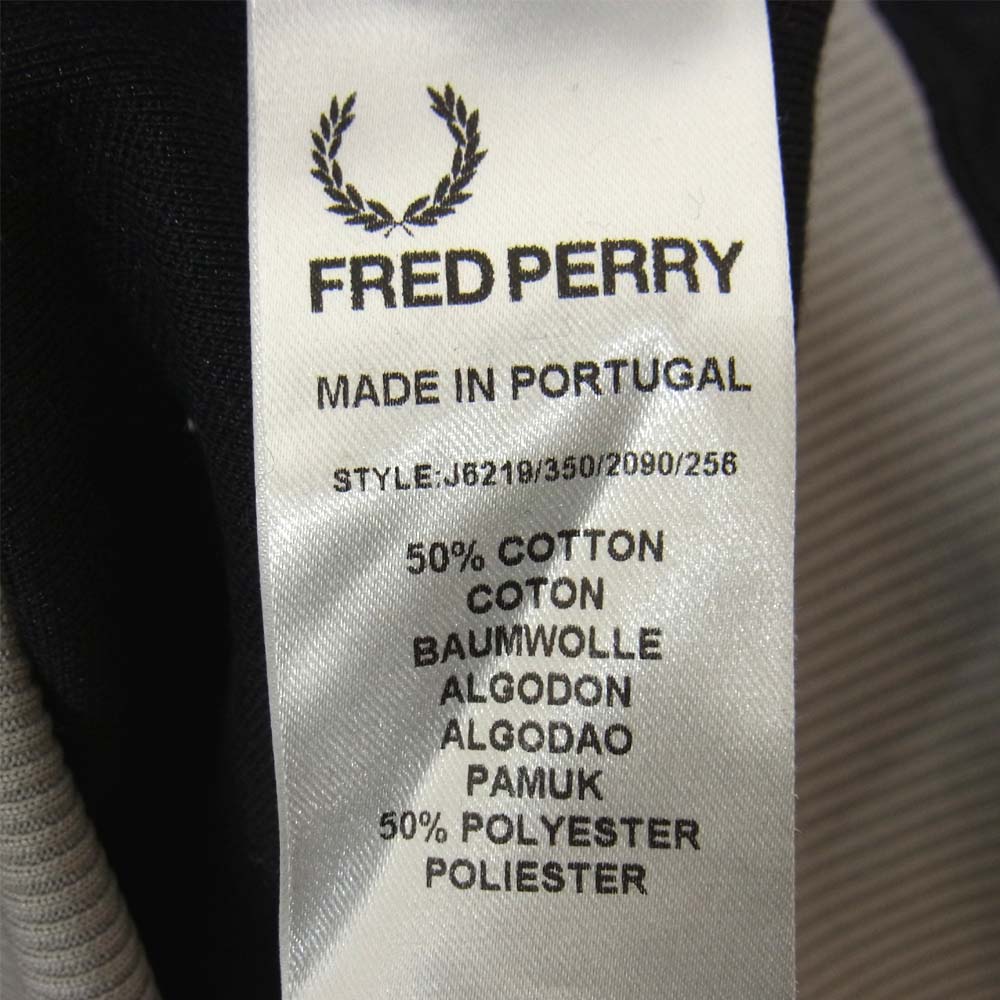 FRED PERRY
MADE IN PORTUGAL
STYLE:J6219/350/2090/256
50% COTTON
COTON
BAUMWOLLE
ALGODON
ALGODAO
PAMUK
50% POLYESTER
POLIESTER